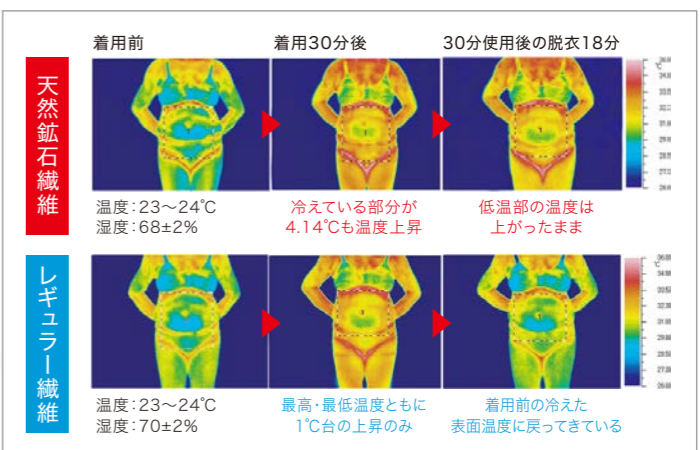 着用前
着用30分後
30分使用後の脱衣18分
天然鉱石繊維
℃
温度:23〜24℃
湿度:68±2%
冷えている部分が
4.14℃も温度上昇
低温部の温度は
上がったまま
レギュラー繊維
℃
温度:23〜24℃
湿度:70±2%
最高・最低温度ともに
1℃台の上昇のみ
着用前の冷えた
表面温度に戻ってきている